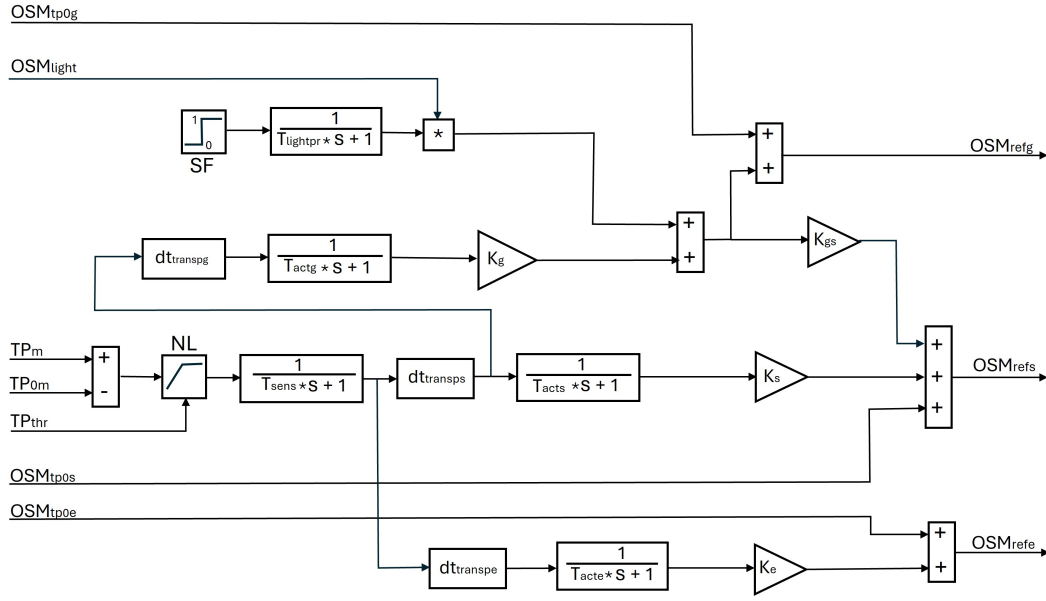 OSMtp0g
OSMlight
1
0
SF
1
Tlightpr * S + 1
*
+
+
OSMrefg
dttranspg
1
Tactg * S + 1
Kg
+
+
Kgs
TPm
TP0m
TPthr
+
-
NL
1
Tsens * S + 1
dttransps
1
Tacts * S + 1
Ks
+
+
+
OSMrefs
OSMtp0s
OSMtp0e
dttranspe
1
Tacte * S + 1
Ke
+
+
OSMrefe